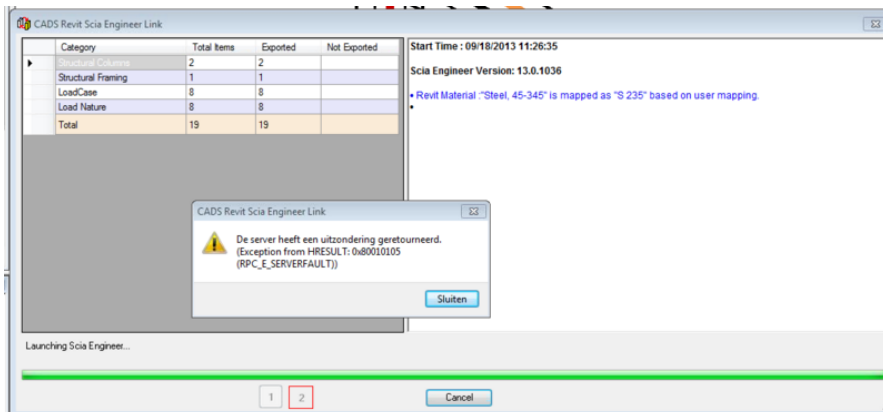 CADS Revit Scia Engineer Link
Category Total Items Exported Not Exported
Structural Columns 2 2
Structural Framing 1 1
LoadCase 8 8
Load Nature 8 8
Total 19 19
Start Time : 09/18/2013 11:26:35
Scia Engineer Version: 13.0.1036
• Revit Material :"Steel, 45-345" is mapped as "S 235" based on user mapping.
•
CADS Revit Scia Engineer Link
De server heeft een uitzondering geretourneerd.
(Exception from HRESULT: 0x80010105
(RPC_E_SERVERFAULT))
Sluiten
Launching Scia Engineer...
1 2
Cancel